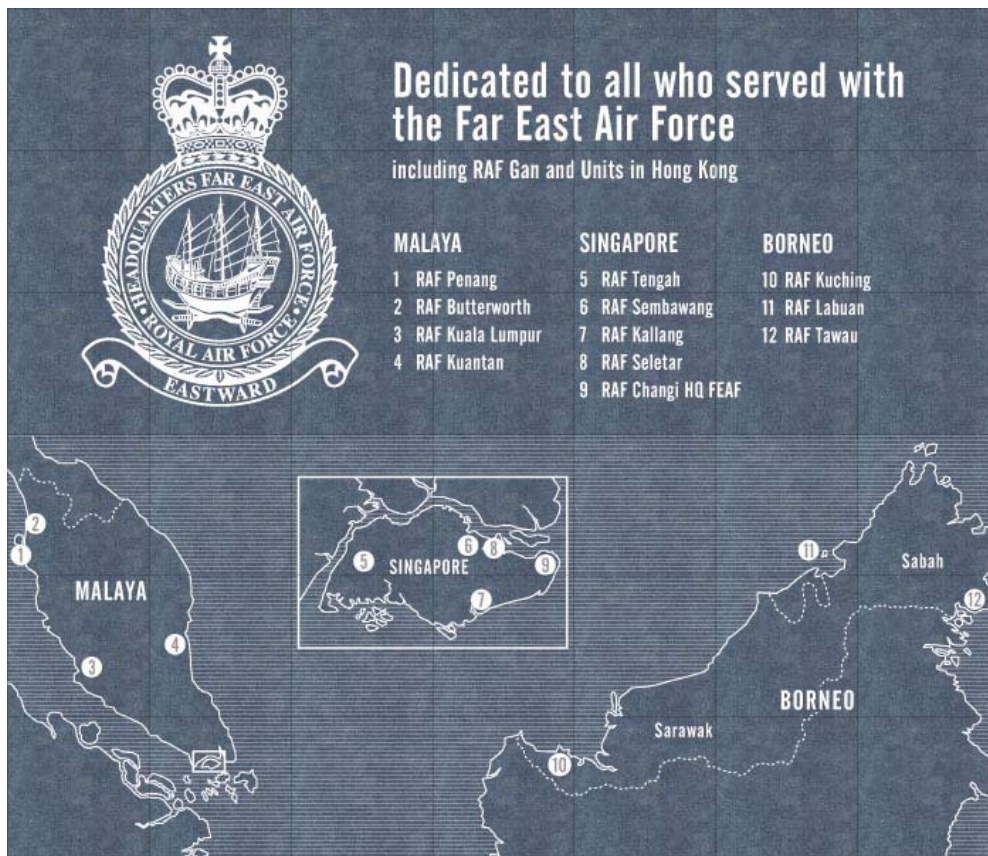 HEADQUARTERS FAR EAST AIR FORCE
ROYAL AIR FORCE
EASTWARD
Dedicated to all who served with
the Far East Air Force
including RAF Gan and Units in Hong Kong
MALAYA
1 RAF Penang
2 RAF Butterworth
3 RAF Kuala Lumpur
4 RAF Kuantan
SINGAPORE
5 RAF Tengah
6 RAF Sembawang
7 RAF Kallang
8 RAF Seletar
9 RAF Changi HQ FEAF
BORNEO
10 RAF Kuching
11 RAF Labuan
12 RAF Tawau
2
1
MALAYA
3
4
5
SINGAPORE
6
8
9
7
11
Sabah
12
BORNEO
Sarawak
10